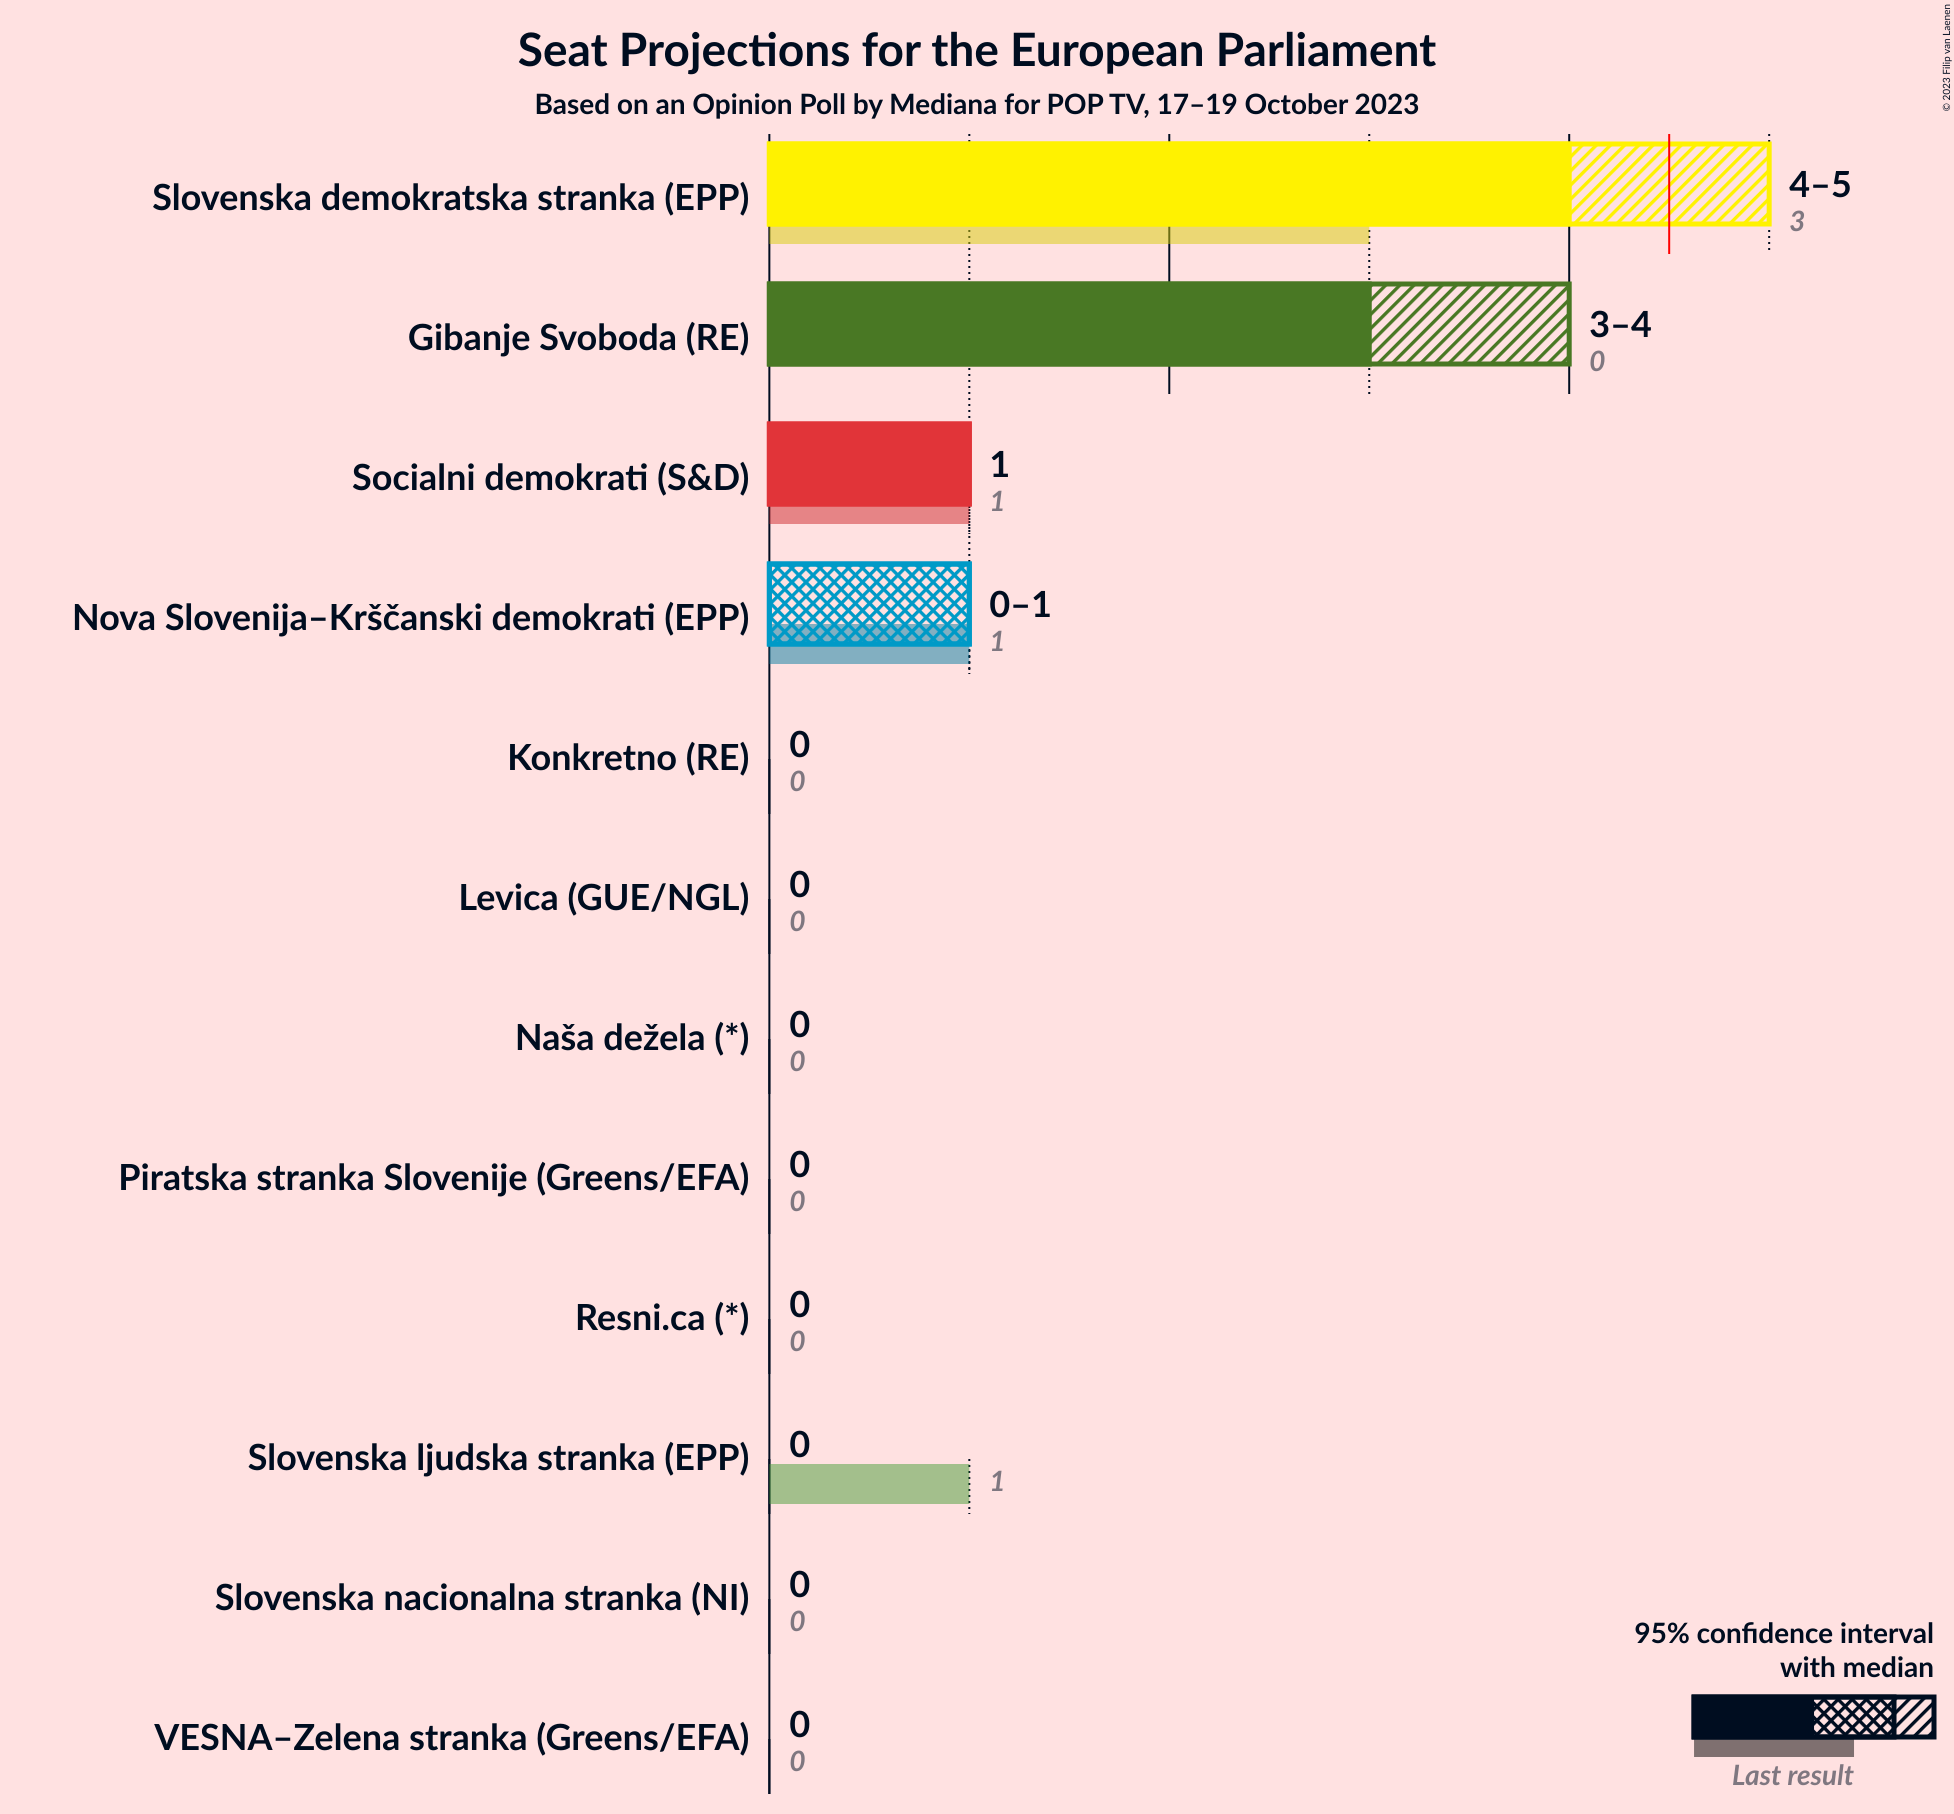 Seat Projections for the European Parliament
Based on an Opinion Poll by Mediana for POP TV, 17–19 October 2023
© 2023 Filip van Laenen
Slovenska demokratska stranka (EPP)
4–5
3
Gibanje Svoboda (RE)
3–4
0
Socialni demokrati (S&D)
1
1
Nova Slovenija–Krščanski demokrati (EPP)
0–1
1
Konkretno (RE)
0
0
Levica (GUE/NGL)
0
0
Naša dežela (*)
0
0
Piratska stranka Slovenije (Greens/EFA)
0
0
Resni.ca (*)
0
0
Slovenska ljudska stranka (EPP)
0
1
Slovenska nacionalna stranka (NI)
0
0
VESNA–Zelena stranka (Greens/EFA)
0
0
95% confidence interval
with median
Last result